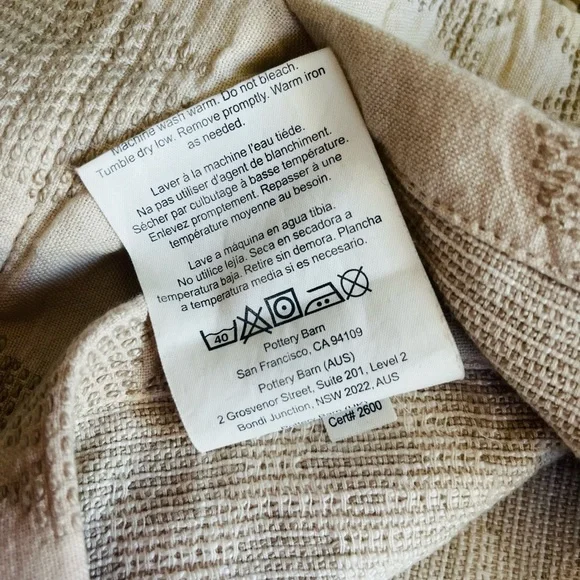 Machine wash warm. Do not bleach.
Tumble dry low. Remove promptly. Warm iron
as needed.
Laver à la machine l'eau tiéde.
Na pas utiliser d'agent de blanchiment.
Sécher par culbutage à basse température.
Enlevez promptement. Repasser à une
température moyenne au besoin.
Lave a máquina en agua tibia.
No utilice lejía. Seca en secadora a
temperatura baja. Retire sin demora. Plancha
a temperatura media si es necesario.
40
Pottery Barn
San Francisco, CA 94109
Pottery Barn (AUS)
2 Grosvenor Street, Suite 201, Level 2
Bondi Junction, NSW 2022, AUS
Cert# 2600